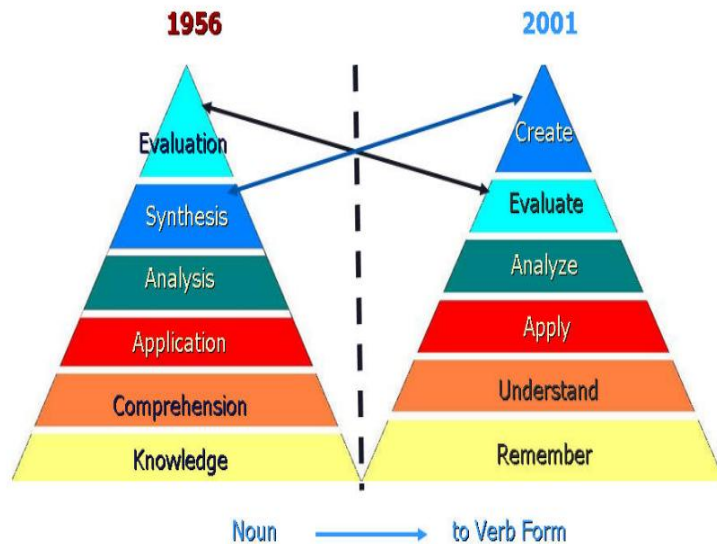 1956
2001
Evaluation
Synthesis
Analysis
Application
Comprehension
Knowledge
Create
Evaluate
Analyze
Apply
Understand
Remember
Noun to Verb Form